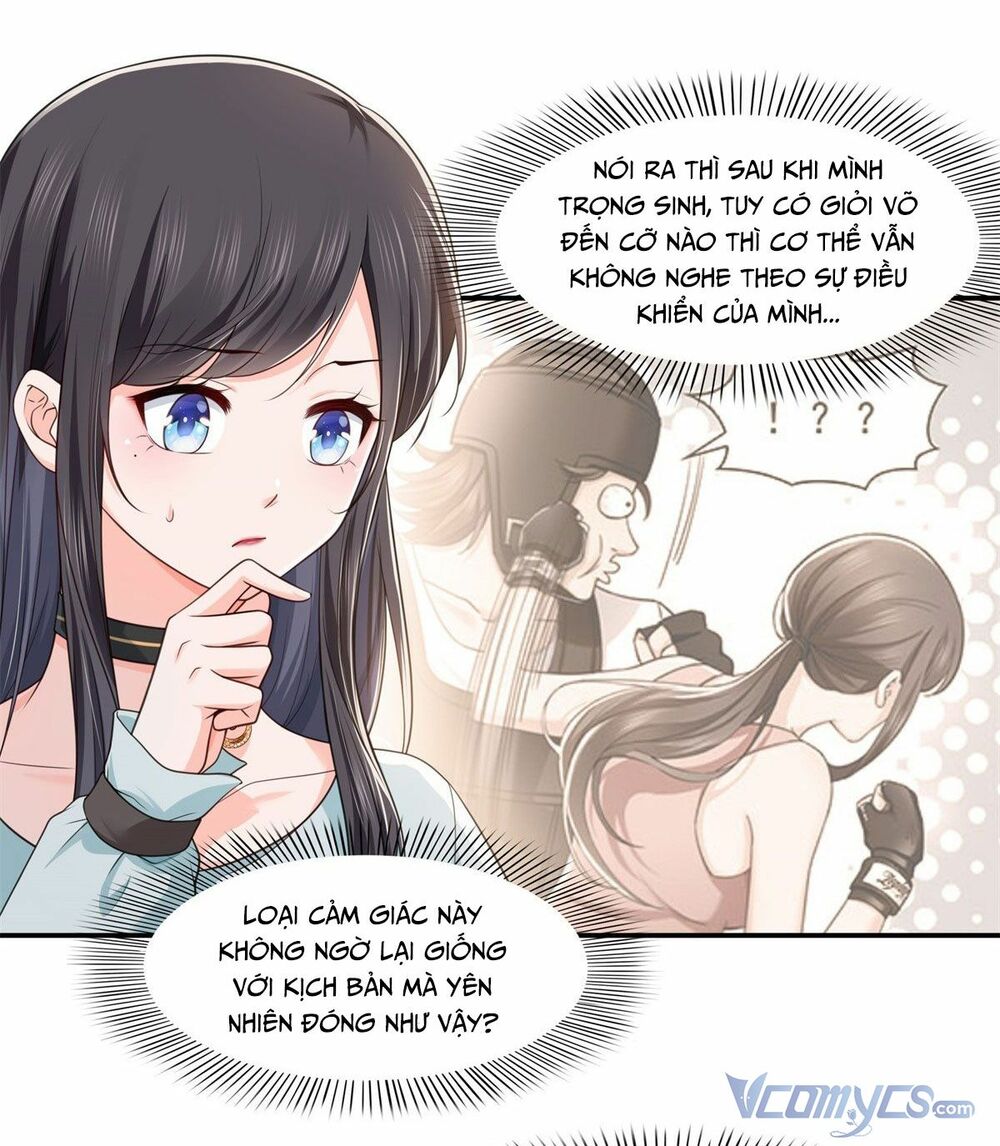 NÓI RA THÌ SAU KHI MÌNH
TRỌNG SINH, TUY CÓ GIỎI VÕ
ĐẾN CỠ NÀO THÌ CƠ THỂ VẪN
KHÔNG NGHE THEO SỰ ĐIỀU
KHIỂN CỦA MÌNH...
! ? ?
LOẠI CẢM GIÁC NÀY
KHÔNG NGỜ LẠI GIỐNG
VỚI KỊCH BẢN MÀ YÊN
NHIÊN ĐÓNG NHƯ VẬY?
VCOMYCS.com